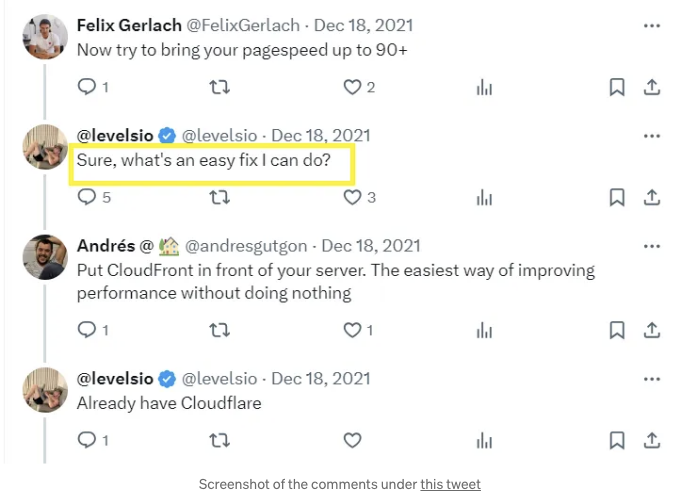 Felix Gerlach @FelixGerlach · Dec 18, 2021
Now try to bring your pagespeed up to 90+
1 2
@levelsio @levelsio · Dec 18, 2021
Sure, what's an easy fix I can do?
5 3
Andrés @ 🏡 @andresgutgon · Dec 18, 2021
Put CloudFront in front of your server. The easiest way of improving
performance without doing nothing
1 1
@levelsio @levelsio · Dec 18, 2021
Already have Cloudflare
1
Screenshot of the comments under this tweet